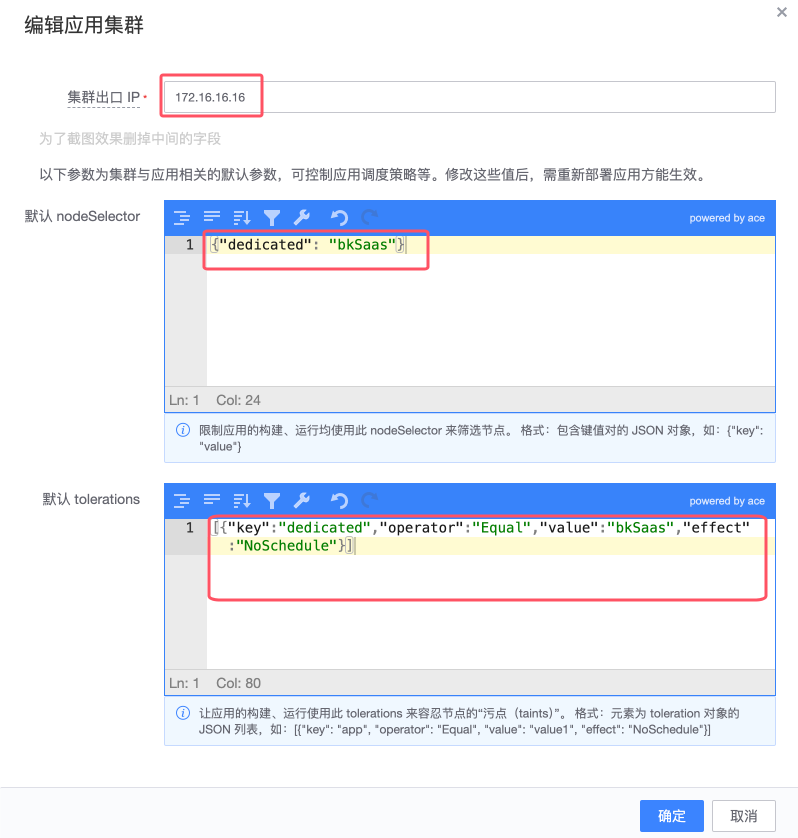 编辑应用集群
集群出口 IP *
172.16.16.16
为了截图效果删掉中间的字段
以下参数为集群与应用相关的默认参数，可控制应用调度策略等。修改这些值后，需重新部署应用方能生效。
默认 nodeSelector
powered by ace
1
{"dedicated": "bkSaas"}
Ln: 1 Col: 24
限制应用的构建、运行均使用此 nodeSelector 来筛选节点。 格式：包含键值对的 JSON 对象，如：{"key":
"value"}
默认 tolerations
powered by ace
1
[{"key":"dedicated","operator":"Equal","value":"bkSaas","effect"
:"NoSchedule"}]
Ln: 1 Col: 80
让应用的构建、运行使用此 tolerations 来容忍节点的“污点（taints）”。 格式：元素为 toleration 对象的
JSON 列表，如：[{"key": "app", "operator": "Equal", "value": "value1", "effect": "NoSchedule"}]
确定
取消